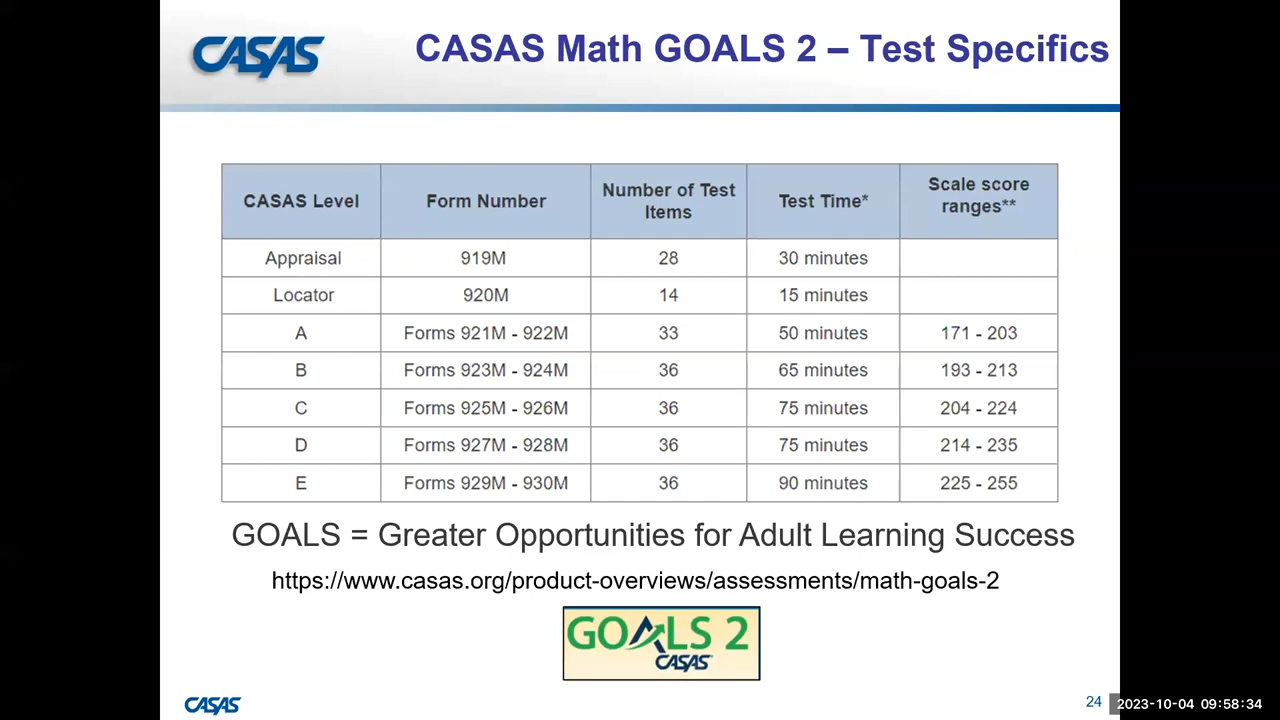 CASAS
CASAS Math GOALS 2 – Test Specifics
CASAS Level Form Number Number of Test Items Test Time* Scale score ranges**
Appraisal 919M 28 30 minutes
Locator 920M 14 15 minutes
A Forms 921M - 922M 33 50 minutes 171 - 203
B Forms 923M - 924M 36 65 minutes 193 - 213
C Forms 925M - 926M 36 75 minutes 204 - 224
D Forms 927M - 928M 36 75 minutes 214 - 235
E Forms 929M - 930M 36 90 minutes 225 - 255
GOALS = Greater Opportunities for Adult Learning Success
https://www.casas.org/product-overviews/assessments/math-goals-2
GOALS 2
CASAS
CASAS
24
2023-10-04 09:58:34